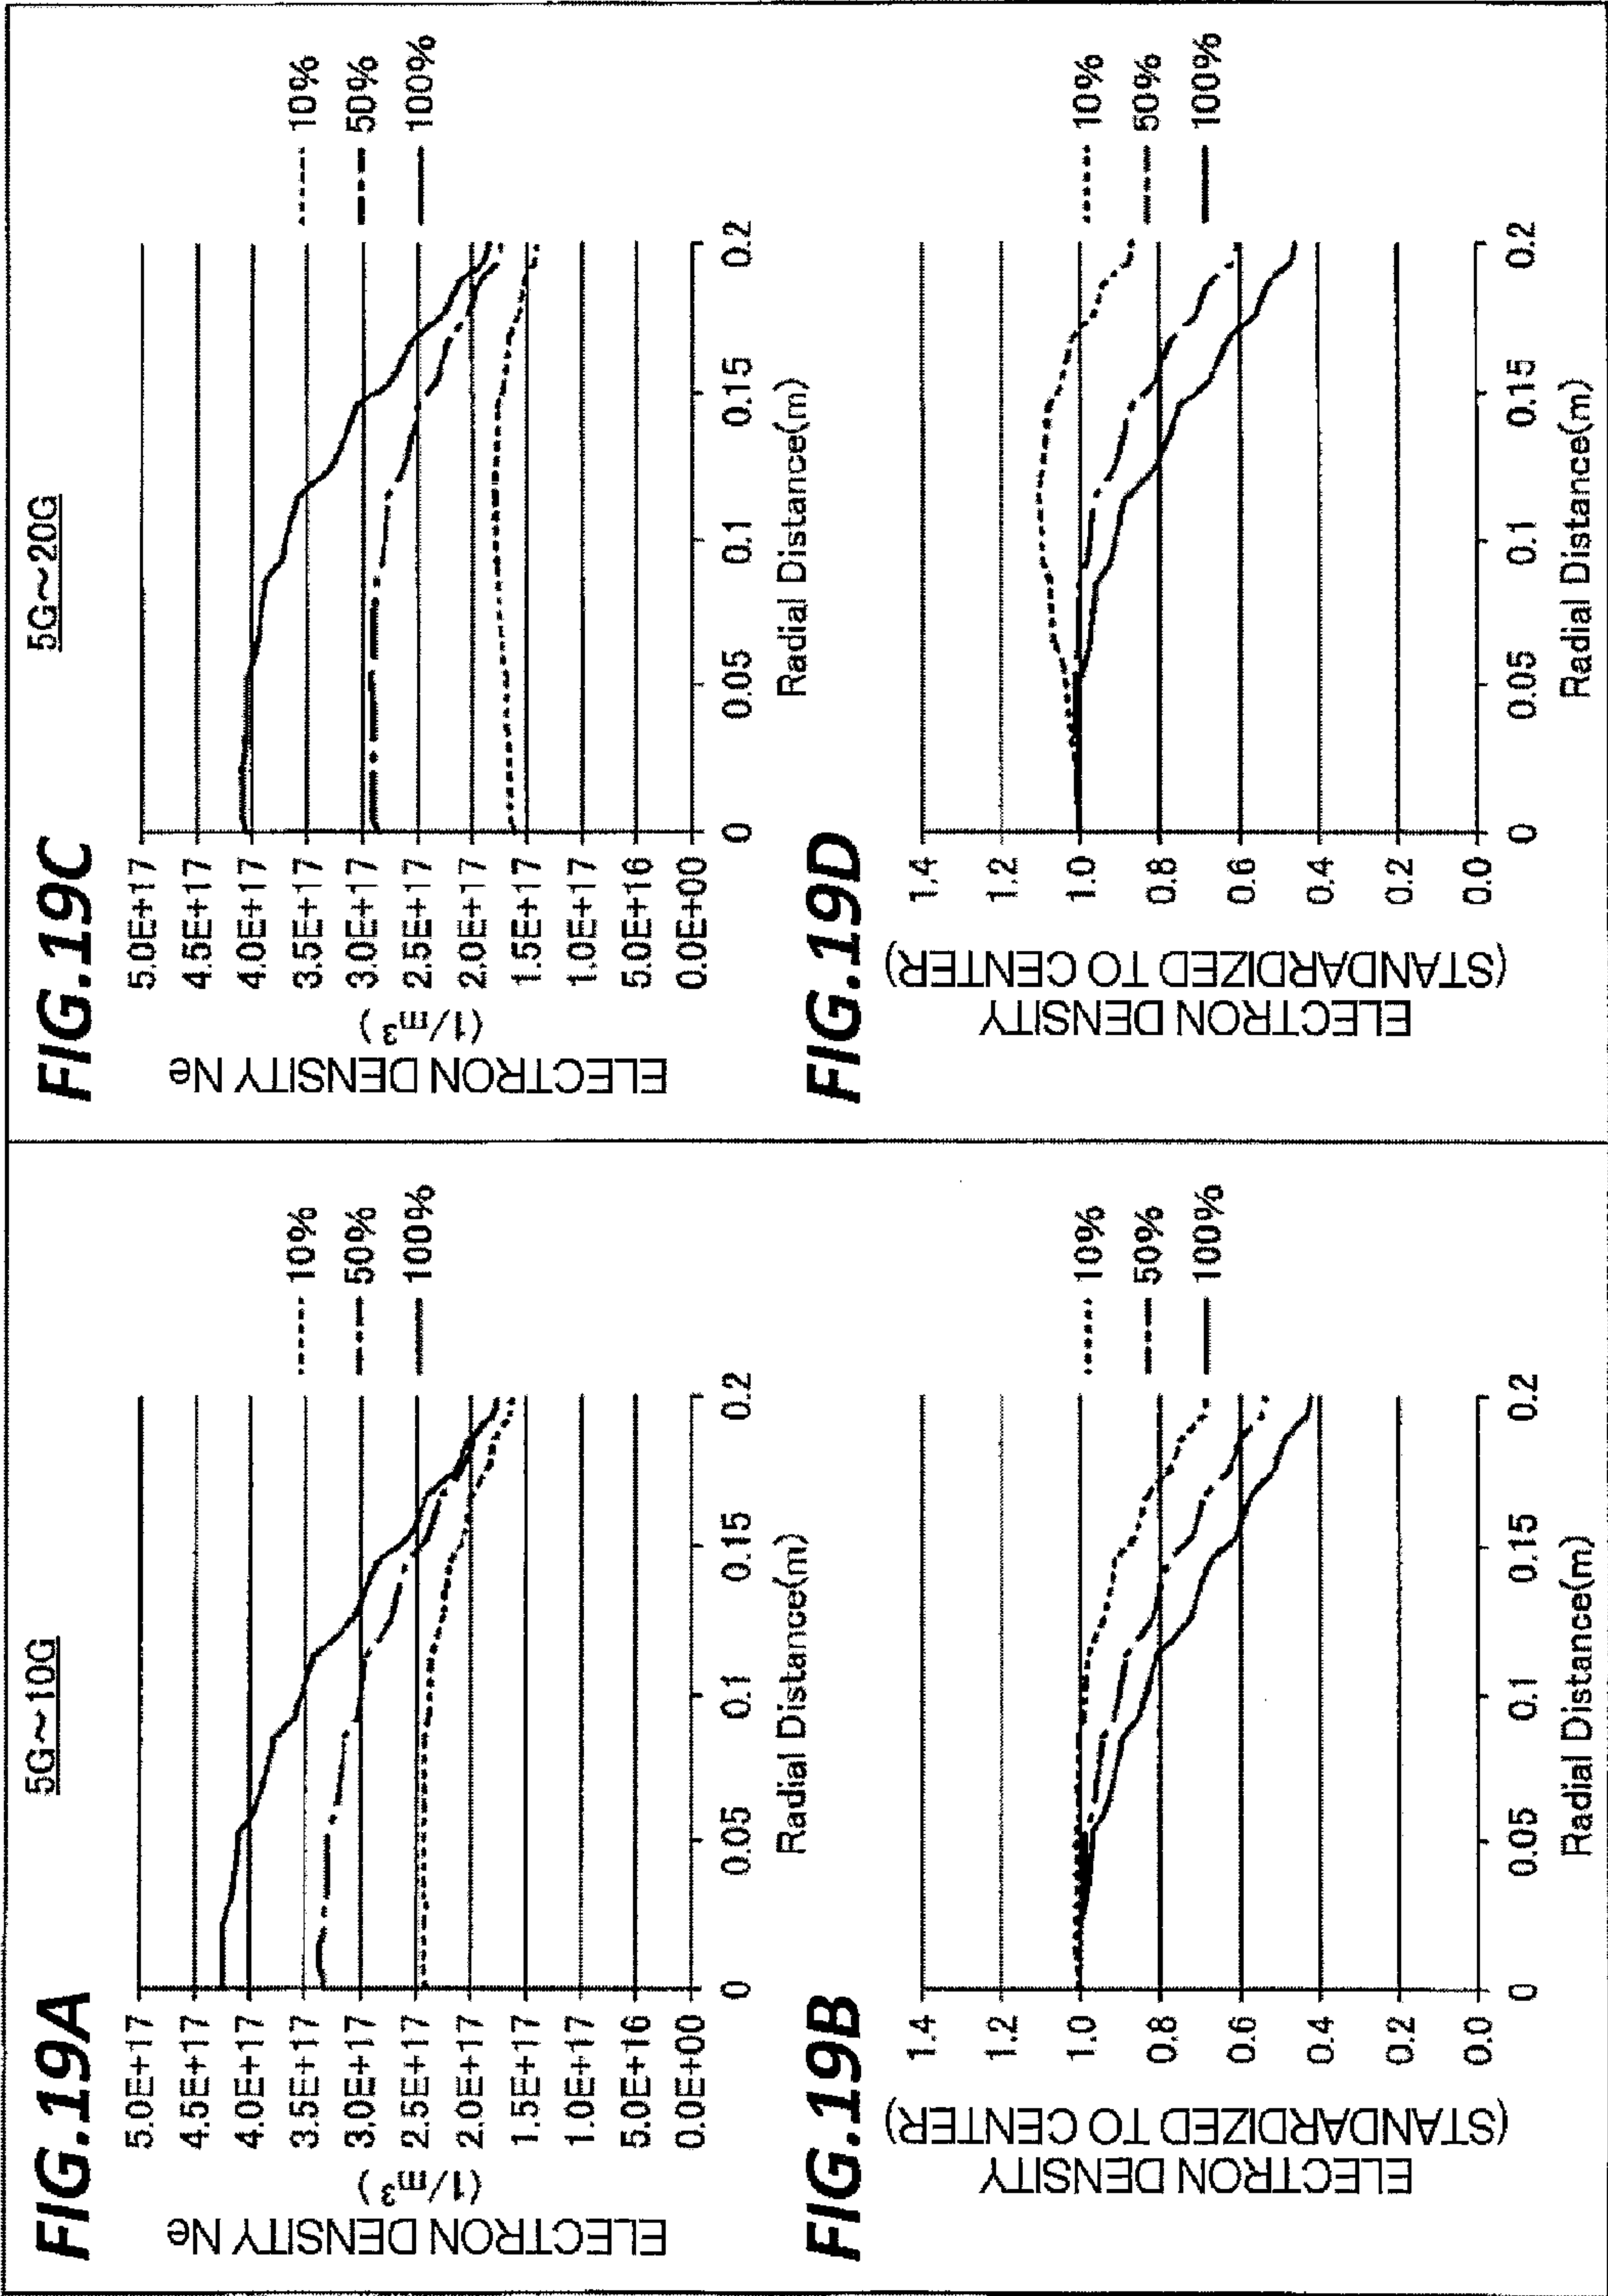 5G~10G
FIG.19A
ELECTRON DENSITY Ne
(1/m³)
5.0E+17
4.5E+17
4.0E+17
3.5E+17
3.0E+17
2.5E+17
2.0E+17
1.5E+17
1.0E+17
5.0E+16
0.0E+00
0 0.05 0.1 0.15 0.2
Radial Distance(m)
10%
50%
100%
FIG.19B
ELECTRON DENSITY
(STANDARDIZED TO CENTER)
1.4
1.2
1.0
0.8
0.6
0.4
0.2
0.0
0 0.05 0.1 0.15 0.2
Radial Distance(m)
10%
50%
100%
5G~20G
FIG.19C
ELECTRON DENSITY Ne
(1/m³)
5.0E+17
4.5E+17
4.0E+17
3.5E+17
3.0E+17
2.5E+17
2.0E+17
1.5E+17
1.0E+17
5.0E+16
0.0E+00
0 0.05 0.1 0.15 0.2
Radial Distance(m)
10%
50%
100%
FIG.19D
ELECTRON DENSITY
(STANDARDIZED TO CENTER)
1.4
1.2
1.0
0.8
0.6
0.4
0.2
0.0
0 0.05 0.1 0.15 0.2
Radial Distance(m)
10%
50%
100%